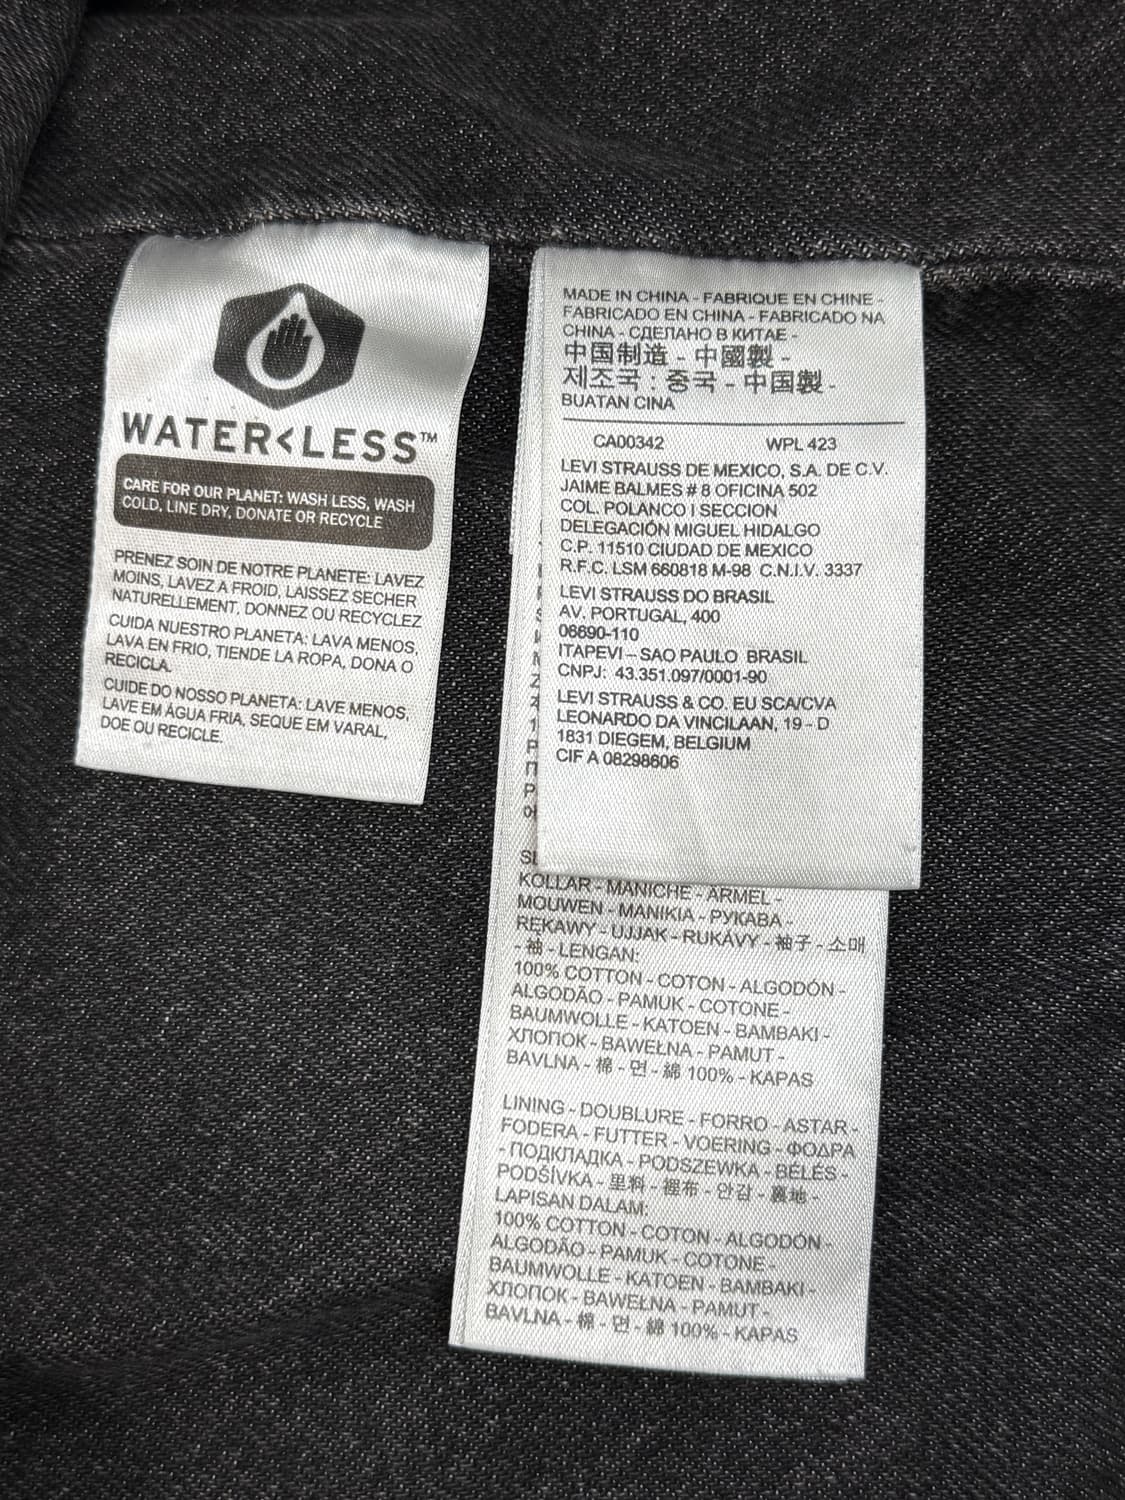 WATER<LESS™
CARE FOR OUR PLANET: WASH LESS, WASH
COLD, LINE DRY, DONATE OR RECYCLE
PRENEZ SOIN DE NOTRE PLANETE: LAVEZ
MOINS, LAVEZ A FROID, LAISSEZ SECHER
NATURELLEMENT, DONNEZ OU RECYCLEZ
CUIDA NUESTRO PLANETA: LAVA MENOS,
LAVA EN FRIO, TIENDE LA ROPA, DONA O
RECICLA.
CUIDE DO NOSSO PLANETA: LAVE MENOS,
LAVE EM ÁGUA FRIA, SEQUE EM VARAL,
DOE OU RECICLE.
MADE IN CHINA - FABRIQUE EN CHINE -
FABRICADO EN CHINA - FABRICADO NA
CHINA - СДЕЛАНО В КИТАЕ -
中国制造 - 中國製 -
제조국 : 중국 - 中国製 -
BUATAN CINA
CA00342 WPL 423
LEVI STRAUSS DE MEXICO, S.A. DE C.V.
JAIME BALMES # 8 OFICINA 502
COL. POLANCO I SECCION
DELEGACIÓN MIGUEL HIDALGO
C.P. 11510 CIUDAD DE MEXICO
R.F.C. LSM 660818 M-98 C.N.I.V. 3337
LEVI STRAUSS DO BRASIL
AV. PORTUGAL, 400
06690-110
ITAPEVI – SAO PAULO BRASIL
CNPJ: 43.351.097/0001-90
LEVI STRAUSS & CO. EU SCA/CVA
LEONARDO DA VINCILAAN, 19 - D
1831 DIEGEM, BELGIUM
CIF A 08298606
KOLLAR - MANICHE - ÄRMEL -
MOUWEN - MANIKIA - РУКАВА -
RĘKAWY - UJJAK - RUKÁVY - 袖子 - 소매
- 袖 - LENGAN:
100% COTTON - COTON - ALGODÓN -
ALGODÃO - PAMUK - COTONE -
BAUMWOLLE - KATOEN - BAMBAKI -
ХЛОПОК - BAWEŁNA - PAMUT -
BAVLNA - 棉 - 면 - 綿 100% - KAPAS
LINING - DOUBLURE - FORRO - ASTAR -
FODERA - FUTTER - VOERING - ΦΟΔΡΑ
- ПОДКЛАДКА - PODSZEWKA - BÉLÉS -
PODŠÍVKA - 里料 - 裡布 - 안감 - 裏地 -
LAPISAN DALAM:
100% COTTON - COTON - ALGODÓN -
ALGODÃO - PAMUK - COTONE -
BAUMWOLLE - KATOEN - BAMBAKI -
ХЛОПОК - BAWEŁNA - PAMUT -
BAVLNA - 棉 - 면 - 綿 100% - KAPAS